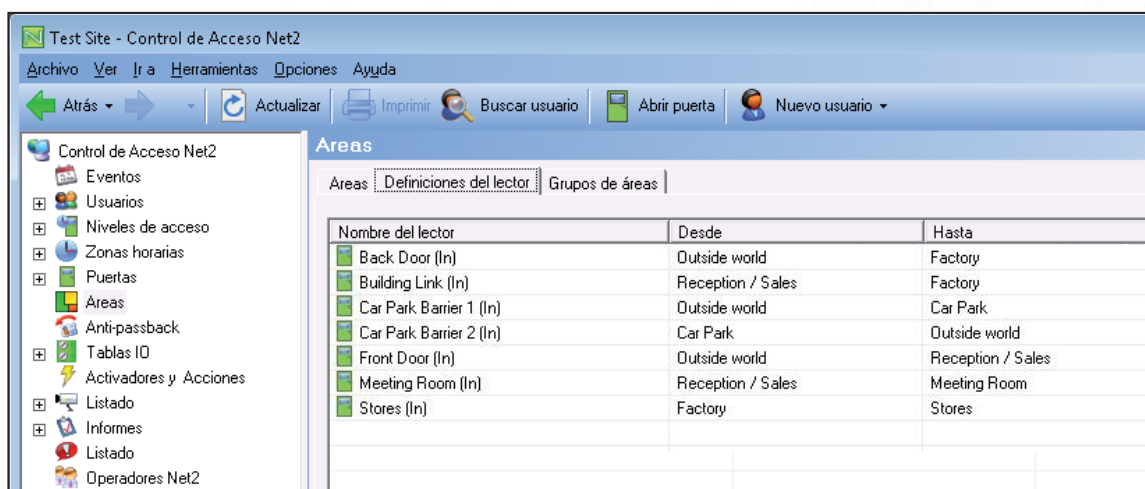 Test Site - Control de Acceso Net2
Archivo Ver Ir a Herramientas Opciones Ayuda
Atrás Actualizar Imprimir Buscar usuario Abrir puerta Nuevo usuario
Control de Acceso Net2
Eventos
Usuarios
Niveles de acceso
Zonas horarias
Puertas
Areas
Anti-passback
Tablas IO
Activadores y Acciones
Listado
Informes
Listado
Operadores Net2
Areas
Areas Definiciones del lector Grupos de áreas
Nombre del lector Desde Hasta
Back Door (In) Outside world Factory
Building Link (In) Reception / Sales Factory
Car Park Barrier 1 (In) Outside world Car Park
Car Park Barrier 2 (In) Car Park Outside world
Front Door (In) Outside world Reception / Sales
Meeting Room (In) Reception / Sales Meeting Room
Stores (In) Factory Stores